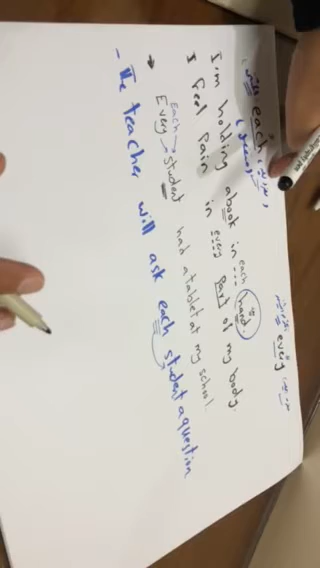 each every
I'm holding a book in each hand.
I feel Pain in every Part of my body.
each
→ Every student had a tablet at my school.
- The teacher will ask each student a question